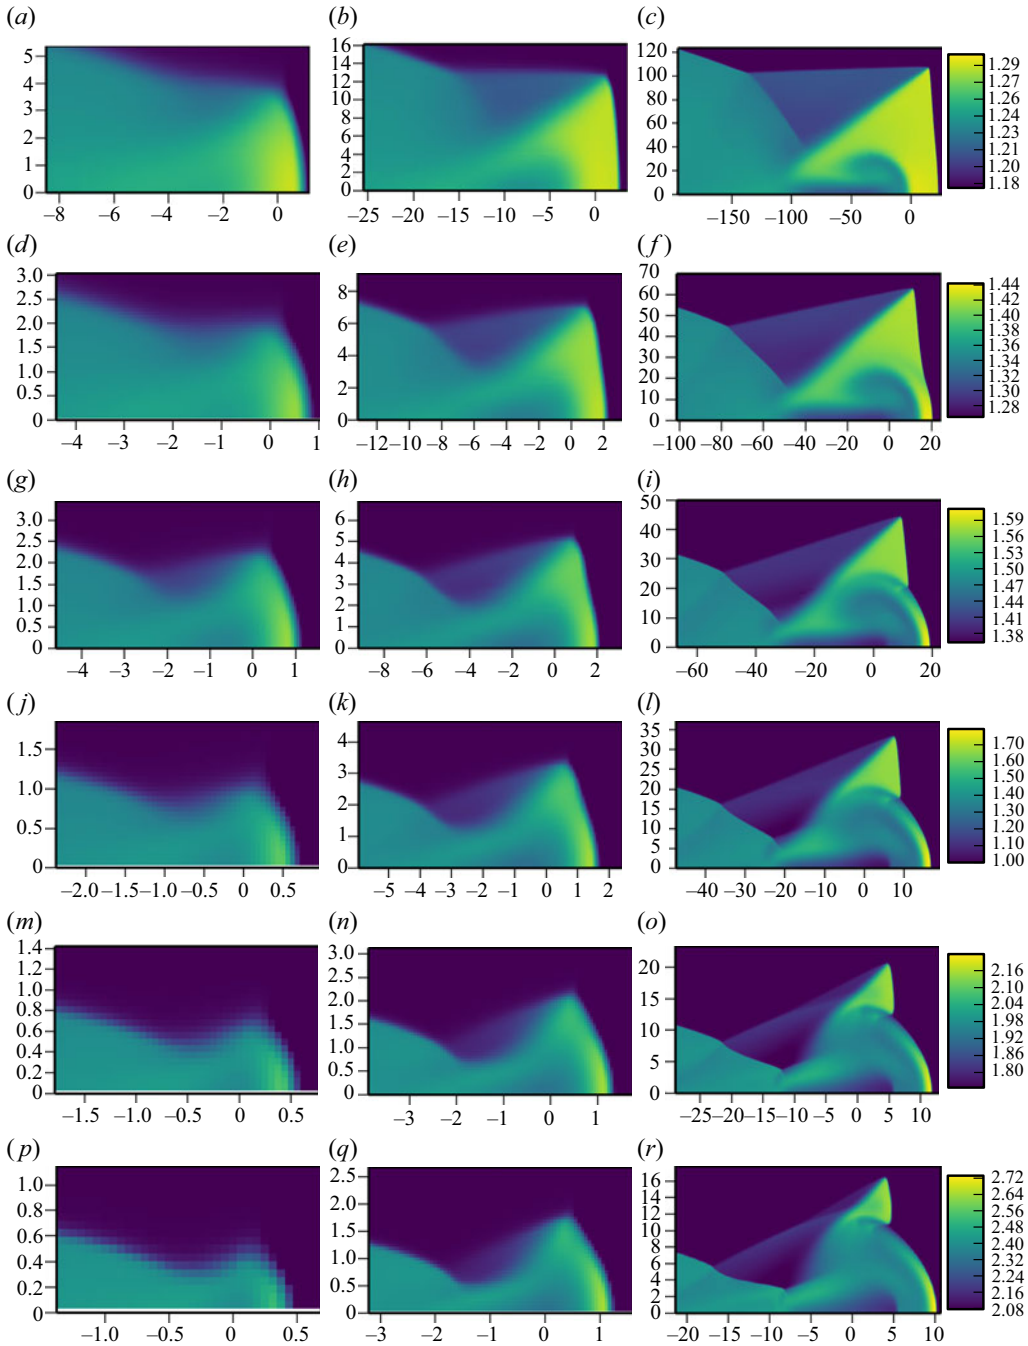 (a) (b) (c)
5 4 3 2 1 0
−8 −6 −4 −2 0
16 14 12 10 8 6 4 2 0
−25 −20 −15 −10 −5 0
120 100 80 60 40 20 0
−150 −100 −50 0
1.29 1.27 1.26 1.24 1.23 1.21 1.20 1.18
(d) (e) (f)
3.0 2.5 2.0 1.5 1.0 0.5 0
−4 −3 −2 −1 0 1
8 6 4 2 0
−12 −10 −8 −6 −4 −2 0 2
70 60 50 40 30 20 10 0
−100 −80 −60 −40 −20 0 20
1.44 1.42 1.40 1.38 1.36 1.34 1.32 1.30 1.28
(g) (h) (i)
3.0 2.5 2.0 1.5 1.0 0.5 0
−4 −3 −2 −1 0 1
6 5 4 3 2 1 0
−8 −6 −4 −2 0 2
50 40 30 20 10 0
−60 −40 −20 0 20
1.59 1.56 1.53 1.50 1.47 1.44 1.41 1.38
(j) (k) (l)
1.5 1.0 0.5 0
−2.0 −1.5 −1.0 −0.5 0 0.5
4 3 2 1 0
−5 −4 −3 −2 −1 0 1 2
35 30 25 20 15 10 5 0
−40 −30 −20 −10 0 10
1.70 1.60 1.50 1.40 1.30 1.20 1.10 1.00
(m) (n) (o)
1.4 1.2 1.0 0.8 0.6 0.4 0.2 0
−1.5 −1.0 −0.5 0 0.5
3.0 2.5 2.0 1.5 1.0 0.5 0
−3 −2 −1 0 1
20 15 10 5 0
−25 −20 −15 −10 −5 0 5 10
2.16 2.10 2.04 1.98 1.92 1.86 1.80
(p) (q) (r)
1.0 0.8 0.6 0.4 0.2 0
−1.0 −0.5 0 0.5
2.5 2.0 1.5 1.0 0.5 0
−3 −2 −1 0 1
16 14 12 10 8 6 4 2 0
−20 −15 −10 −5 0 5 10
2.72 2.64 2.56 2.48 2.40 2.32 2.24 2.16 2.08